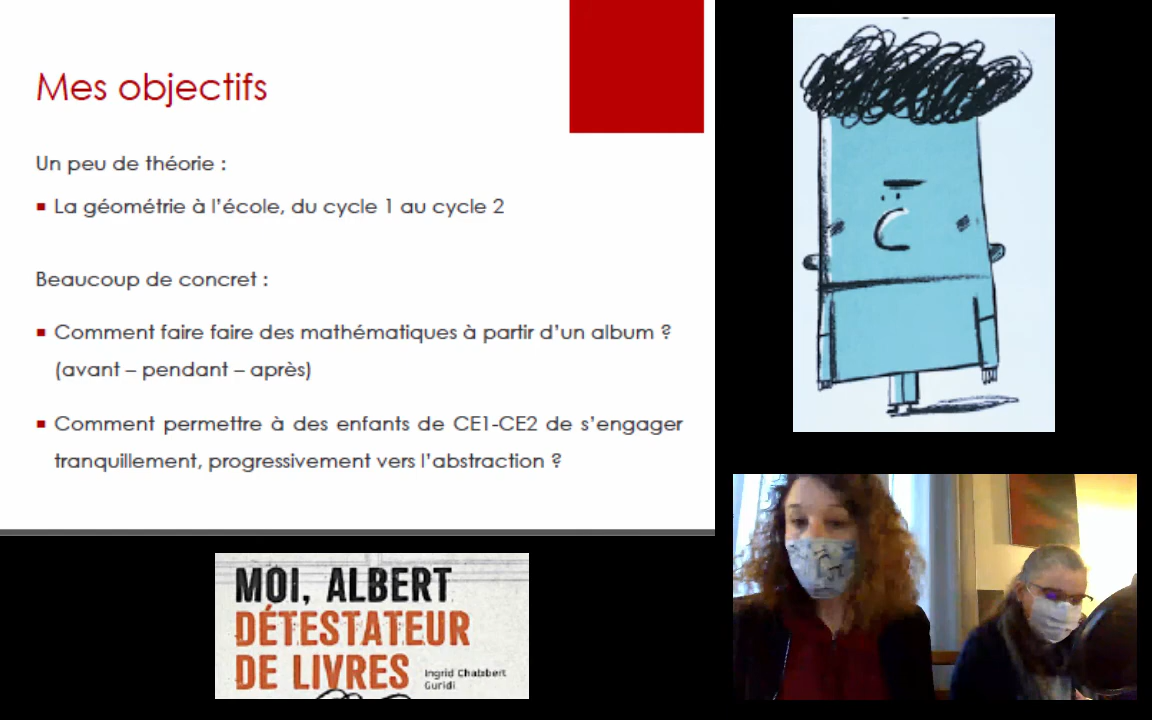 Mes objectifs
Un peu de théorie :
La géométrie à l'école, du cycle 1 au cycle 2
Beaucoup de concret :
Comment faire faire des mathématiques à partir d'un album ?
(avant – pendant – après)
Comment permettre à des enfants de CE1-CE2 de s'engager
tranquillement, progressivement vers l'abstraction ?
MOI, ALBERT
DÉTESTATEUR
DE LIVRES
Ingrid Chabbert
Guridi